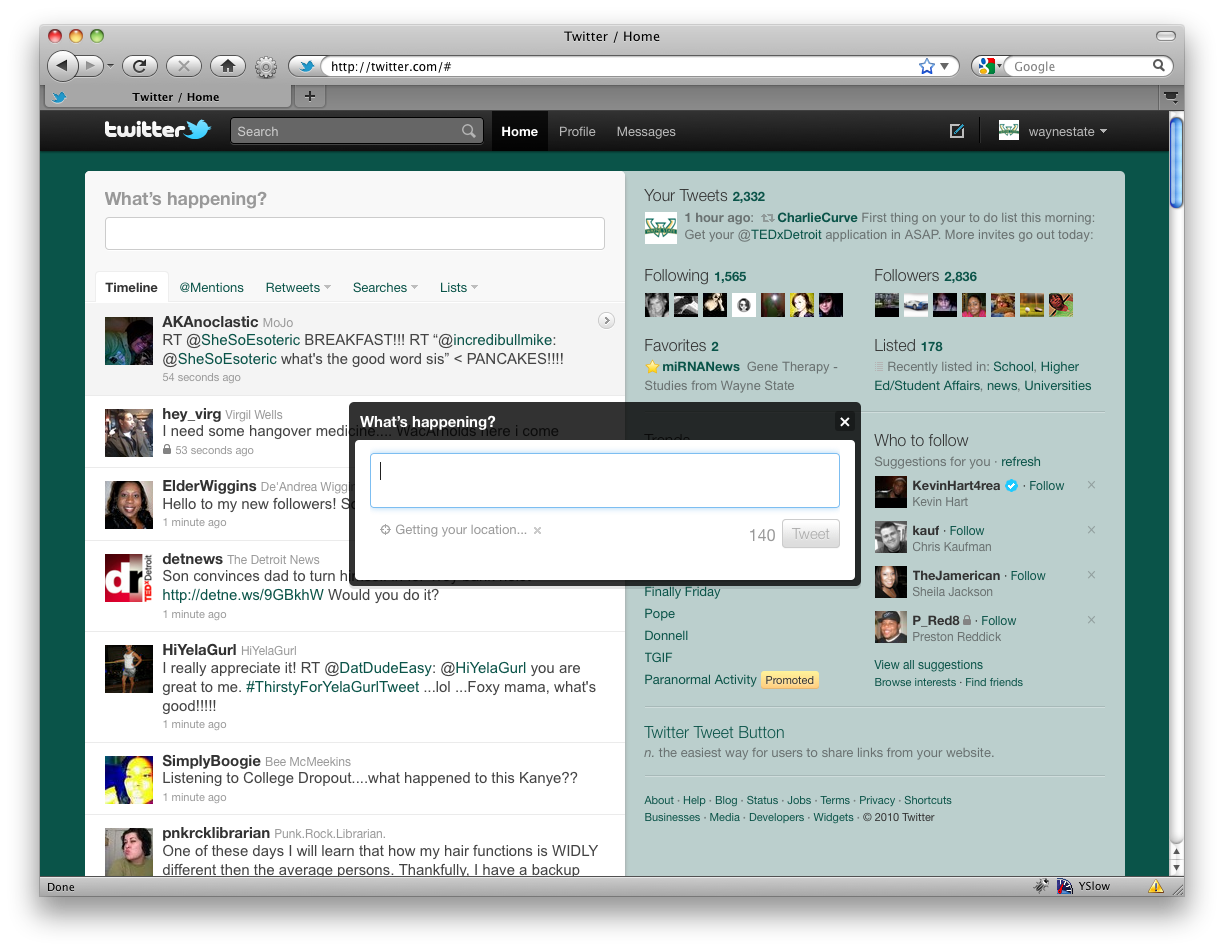 Twitter / Home
http://twitter.com/#
Google
Twitter / Home
twitter
Search
Home
Profile
Messages
waynestate
What's happening?
Timeline
@Mentions
Retweets
Searches
Lists
AKAnoclastic MoJo
RT @SheSoEsoteric BREAKFAST!!! RT “@incredibullmike:
@SheSoEsoteric what's the good word sis” < PANCAKES!!!!
54 seconds ago
hey_virg Virgil Wells
I need some hangover medicine.... WacArnolds here i come
53 seconds ago
ElderWiggins De'Andrea Wigg
Hello to my new followers! So
1 minute ago
detnews The Detroit News
Son convinces dad to turn hi
http://detne.ws/9GBkhW Would you do it?
1 minute ago
HiYelaGurl HiYelaGurl
I really appreciate it! RT @DatDudeEasy: @HiYelaGurl you are
great to me. #ThirstyForYelaGurlTweet ...lol ...Foxy mama, what's
good!!!!!
1 minute ago
SimplyBoogie Bee McMeekins
Listening to College Dropout....what happened to this Kanye??
1 minute ago
pnkrcklibrarian Punk.Rock.Librarian.
One of these days I will learn that how my hair functions is WIDLY
different then the average persons. Thankfully, I have a backup
What's happening?
Getting your location...
140
Tweet
Your Tweets 2,332
1 hour ago: CharlieCurve First thing on your to do list this morning:
Get your @TEDxDetroit application in ASAP. More invites go out today:
Following 1,565
Followers 2,836
Favorites 2
miRNANews Gene Therapy -
Studies from Wayne State
Listed 178
Recently listed in: School, Higher
Ed/Student Affairs, news, Universities
Trends
Finally Friday
Pope
Donnell
TGIF
Paranormal Activity Promoted
Who to follow
Suggestions for you · refresh
KevinHart4rea · Follow
Kevin Hart
kauf · Follow
Chris Kaufman
TheJamerican · Follow
Sheila Jackson
P_Red8 · Follow
Preston Reddick
View all suggestions
Browse interests · Find friends
Twitter Tweet Button
n. the easiest way for users to share links from your website.
About · Help · Blog · Status · Jobs · Terms · Privacy · Shortcuts
Businesses · Media · Developers · Widgets · © 2010 Twitter
Done
YSlow